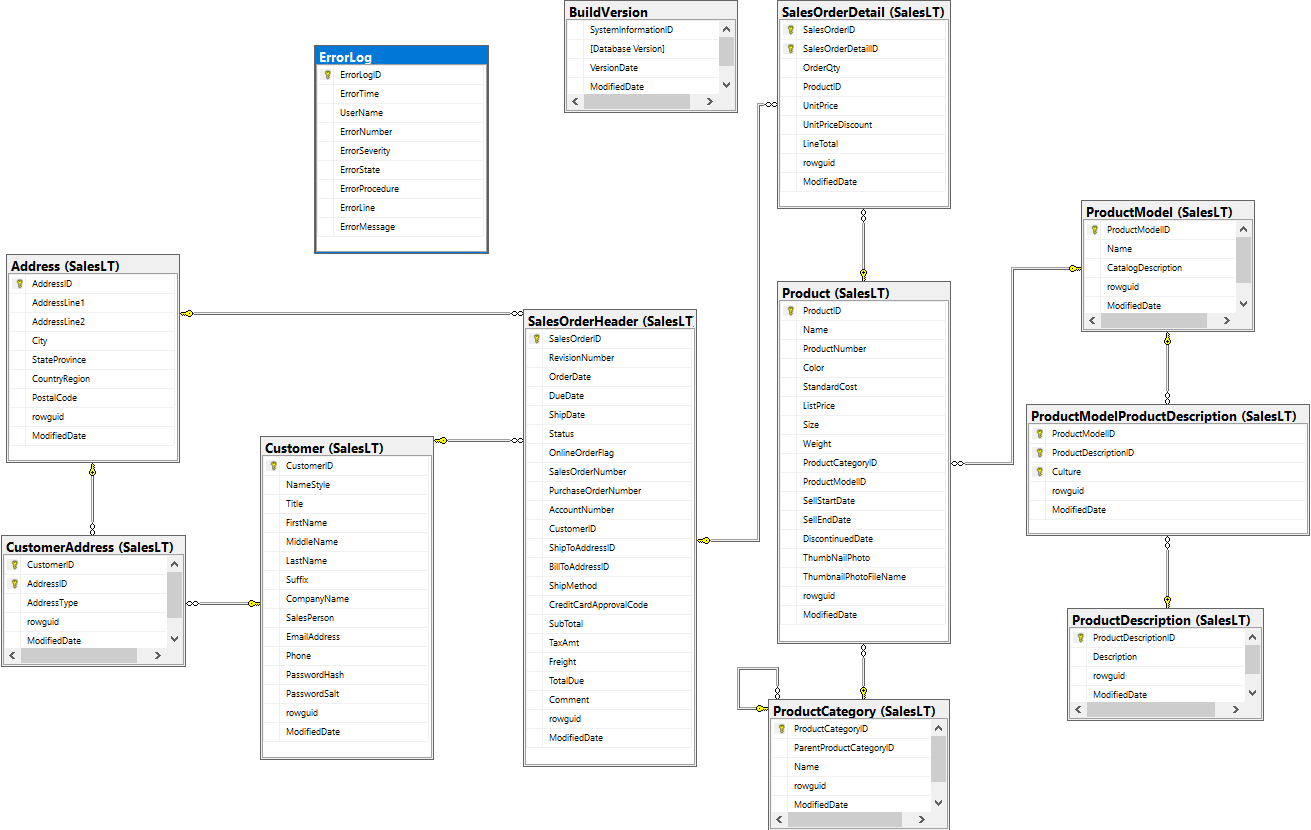 BuildVersion
SystemInformationID
[Database Version]
VersionDate
ModifiedDate
SalesOrderDetail (SalesLT)
SalesOrderID
SalesOrderDetailID
OrderQty
ProductID
UnitPrice
UnitPriceDiscount
LineTotal
rowguid
ModifiedDate
ErrorLog
ErrorLogID
ErrorTime
UserName
ErrorNumber
ErrorSeverity
ErrorState
ErrorProcedure
ErrorLine
ErrorMessage
ProductModel (SalesLT)
ProductModelID
Name
CatalogDescription
rowguid
ModifiedDate
Address (SalesLT)
AddressID
AddressLine1
AddressLine2
City
StateProvince
CountryRegion
PostalCode
rowguid
ModifiedDate
SalesOrderHeader (SalesLT
SalesOrderID
RevisionNumber
OrderDate
DueDate
ShipDate
Status
OnlineOrderFlag
SalesOrderNumber
PurchaseOrderNumber
AccountNumber
CustomerID
ShipToAddressID
BillToAddressID
ShipMethod
CreditCardApprovalCode
SubTotal
TaxAmt
Freight
TotalDue
Comment
rowguid
ModifiedDate
Product (SalesLT)
ProductID
Name
ProductNumber
Color
StandardCost
ListPrice
Size
Weight
ProductCategoryID
ProductModelID
SellStartDate
SellEndDate
DiscontinuedDate
ThumbNailPhoto
ThumbnailPhotoFileName
rowguid
ModifiedDate
ProductModelProductDescription (SalesLT)
ProductModelID
ProductDescriptionID
Culture
rowguid
ModifiedDate
Customer (SalesLT)
CustomerID
NameStyle
Title
FirstName
MiddleName
LastName
Suffix
CompanyName
SalesPerson
EmailAddress
Phone
PasswordHash
PasswordSalt
rowguid
ModifiedDate
CustomerAddress (SalesLT)
CustomerID
AddressID
AddressType
rowguid
ModifiedDate
ProductDescription (SalesLT)
ProductDescriptionID
Description
rowguid
ModifiedDate
ProductCategory (SalesLT)
ProductCategoryID
ParentProductCategoryID
Name
rowguid
ModifiedDate